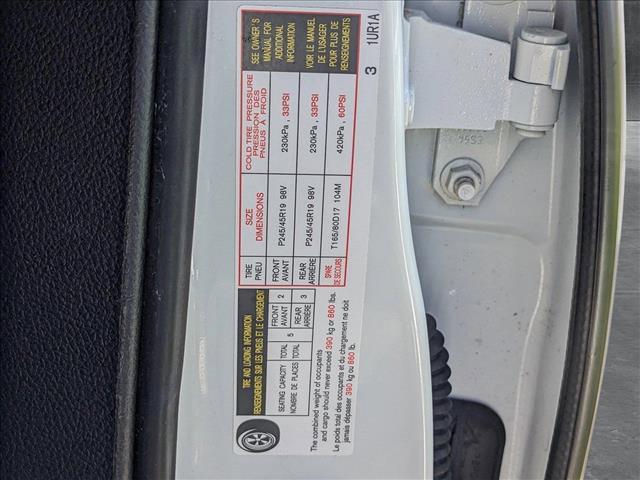 TIRE AND LOADING INFORMATION
RENSEIGNEMENTS SUR LES PNEUS ET LE CHARGEMENT
SEATING CAPACITY TOTAL 5 FRONT AVANT 2 REAR ARRIÈRE 3
NOMBRE DE PLACES TOTAL
The combined weight of occupants
and cargo should never exceed 390 kg or 860 lbs.
Le poids total des occupants et du chargement ne doit
jamais dépasser 390 kg ou 860 lb.
TIRE PNEU
SIZE DIMENSIONS
COLD TIRE PRESSURE
PRESSION DES
PNEUS À FROID
FRONT AVANT P245/45R19 98V 230kPa, 33PSI
REAR ARRIÈRE P245/45R19 98V 230kPa, 33PSI
SPARE DE SECOURS T165/80D17 104M 420kPa, 60PSI
SEE OWNER'S
MANUAL FOR
ADDITIONAL
INFORMATION
VOIR LE MANUEL
DE L'USAGER
POUR PLUS DE
RENSEIGNEMENTS
3 1UR1A